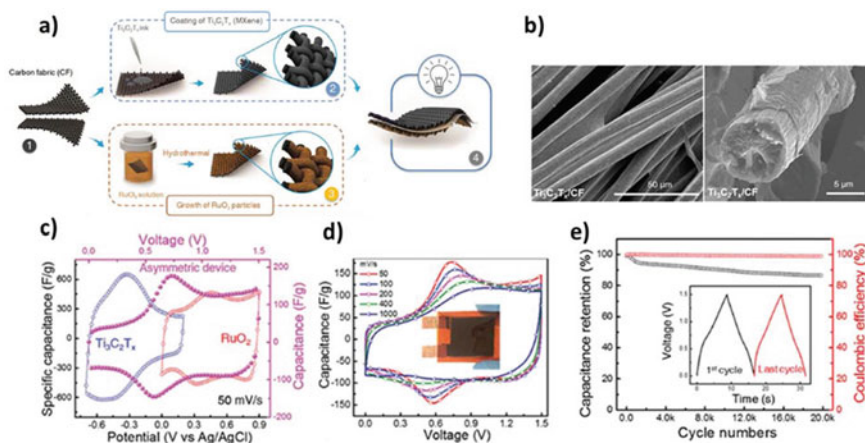 a)
Ti₃C₂Tₓ ink
Coating of Ti₃C₂Tₓ (MXene)
2
Carbon fabric (CF)
1
RuO₂ solution
Hydrothermal
3
Growth of RuO₂ particles
4
b)
Ti₃C₂Tₓ/CF
50 µm
Ti₃C₂Tₓ/CF
5 µm
c)
Voltage (V)
0.0 0.5 1.0 1.5
Asymmetric device
Specific capacitance (F/g)
600
300
0
-300
-600
Ti₃C₂Tₓ
RuO₂
50 mV/s
200
100
0
-100
-200
Capacitance (F/g)
-0.6 -0.3 0.0 0.3 0.6 0.9
Potential (V vs Ag/AgCl)
d)
mV/s
50
100
200
400
1000
Capacitance (F/g)
150
100
50
0
-50
-100
-150
0.0 0.3 0.6 0.9 1.2 1.5
Voltage (V)
e)
Capacitance retention (%)
100
80
60
40
20
0
Voltage (V)
1.5
1.0
0.5
0.0
1st cycle
Last cycle
0 10 20 30
Time (s)
100
80
60
40
20
0
Coulombic efficiency (%)
0.0 4.0k 8.0k 12.0k 16.0k 20.0k
Cycle numbers